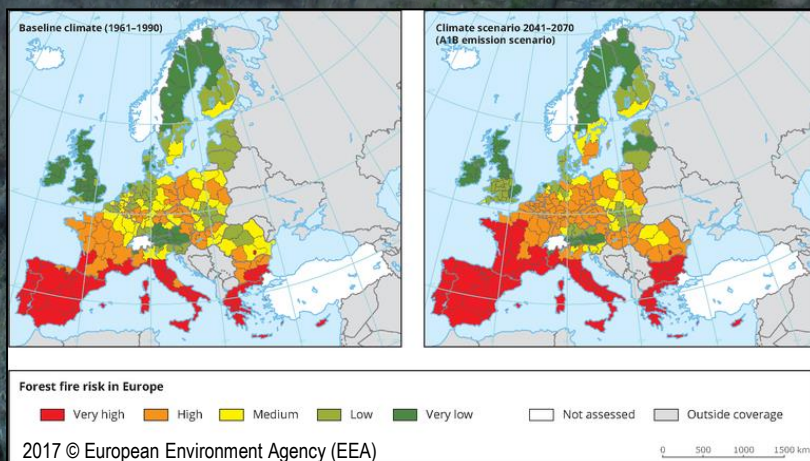 Baseline climate (1961–1990)
Climate scenario 2041–2070
(A1B emission scenario)
Forest fire risk in Europe
Very high
High
Medium
Low
Very low
Not assessed
Outside coverage
2017 © European Environment Agency (EEA)
0 500 1000 1500 km